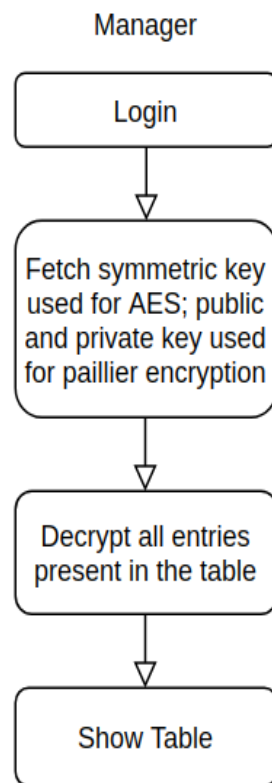 Manager
Login
Fetch symmetric key
used for AES; public
and private key used
for paillier encryption
Decrypt all entries
present in the table
Show Table